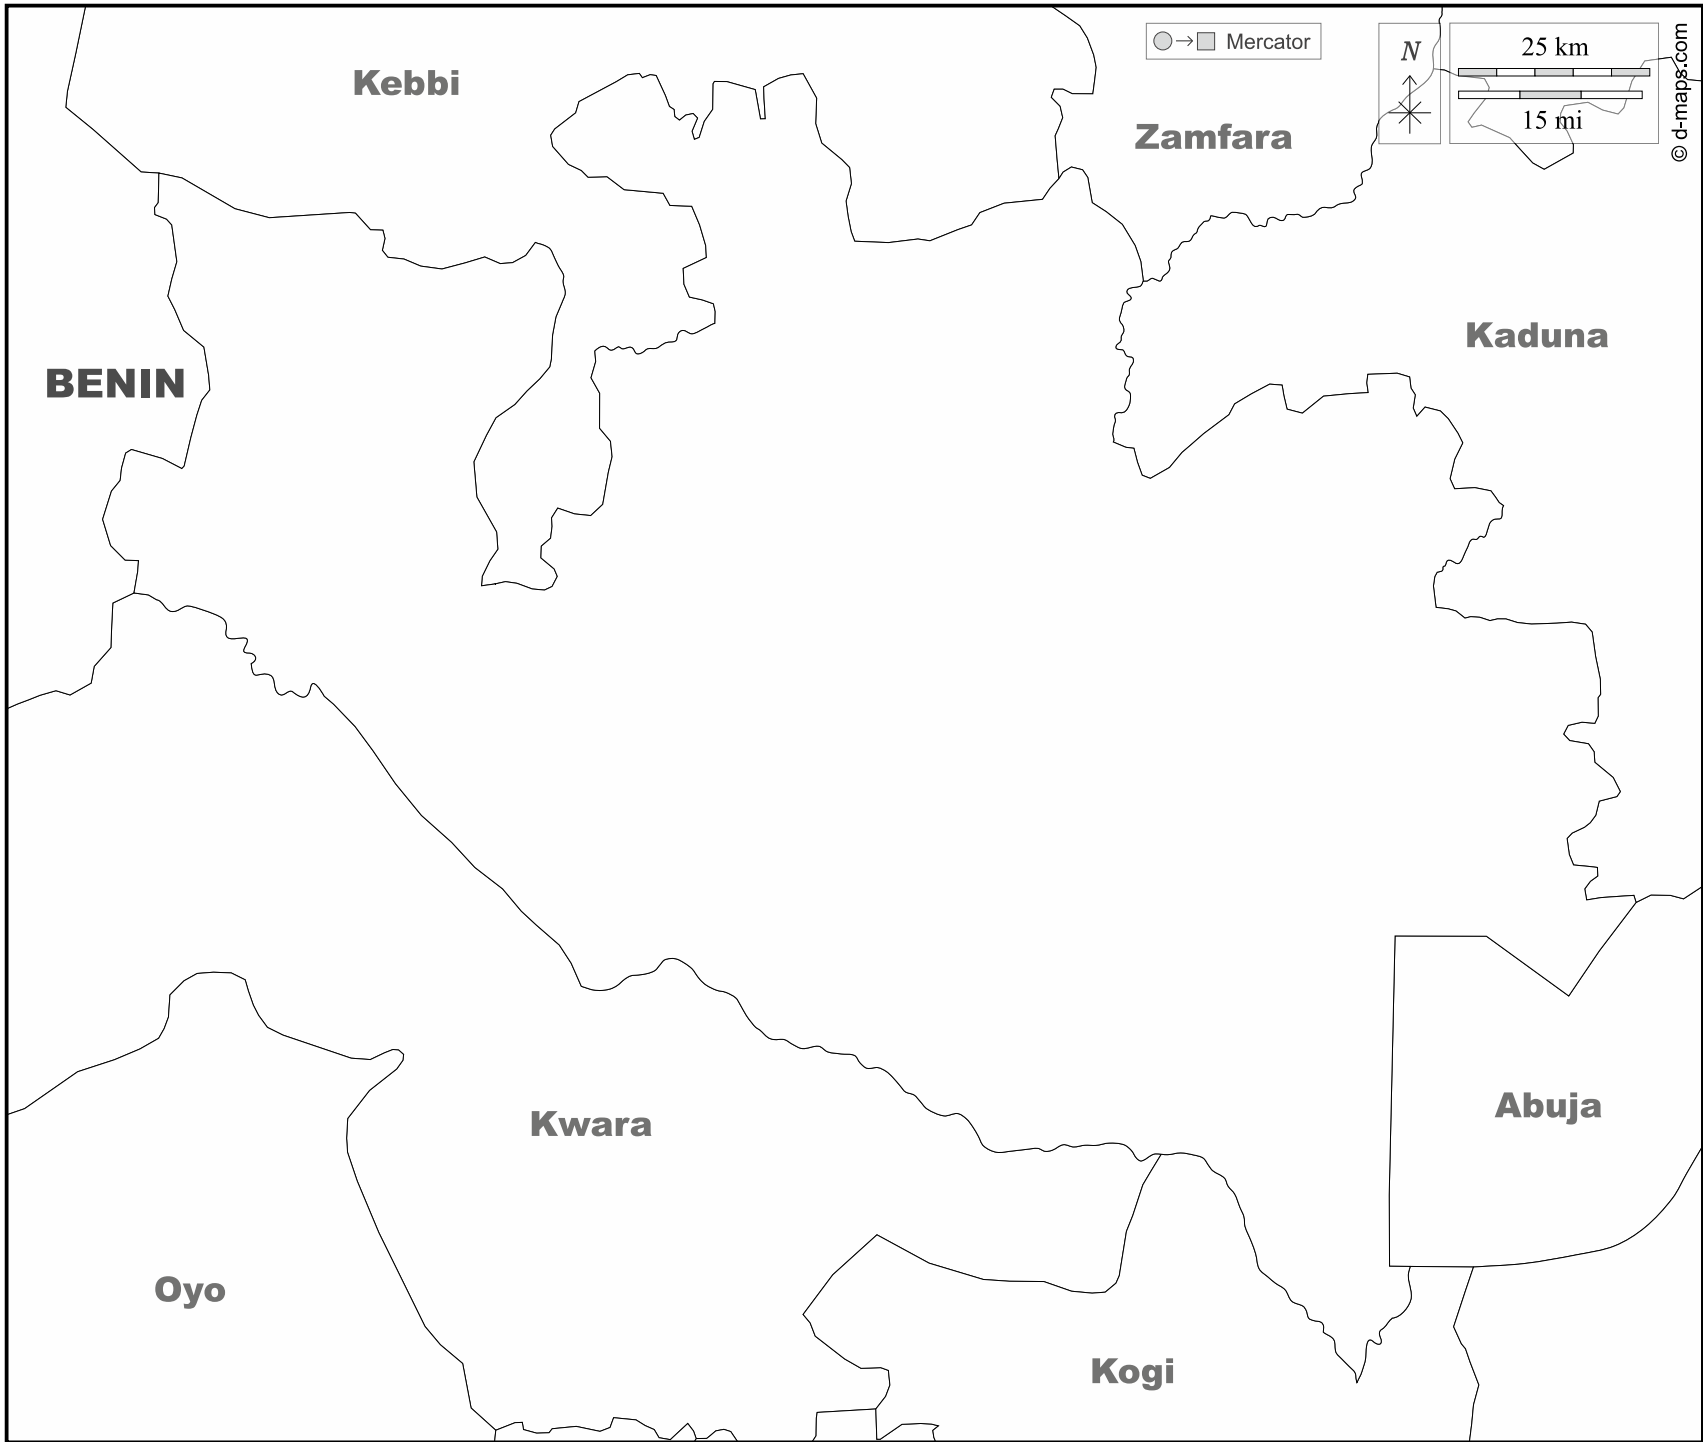 Mercator
N
25 km
15 mi
© d-maps.com
Kebbi
Zamfara
Kaduna
BENIN
Kwara
Abuja
Oyo
Kogi